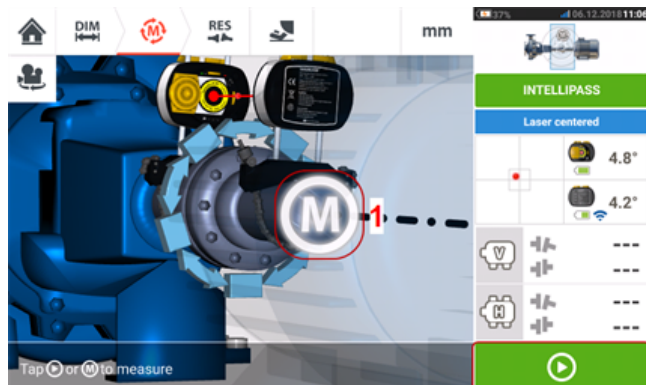 DIM
M
RES
mm
37%
06.12.2018 11:06
INTELLIPASS
Laser centered
4.8°
4.2°
M
1
V
---
---
H
---
---
Tap or M to measure